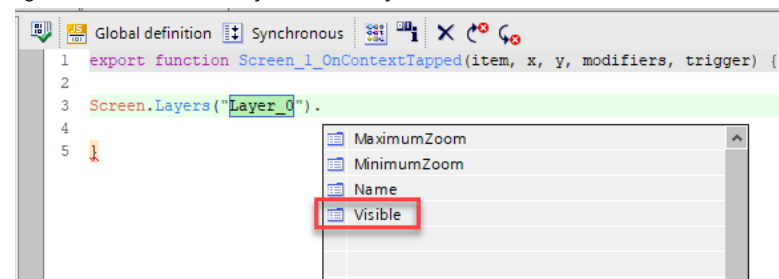 Global definition Synchronous
1 export function Screen_1_OnContextTapped(item, x, y, modifiers, trigger) {
2
3 Screen.Layers("Layer_0").
4
5 }
MaximumZoom
MinimumZoom
Name
Visible